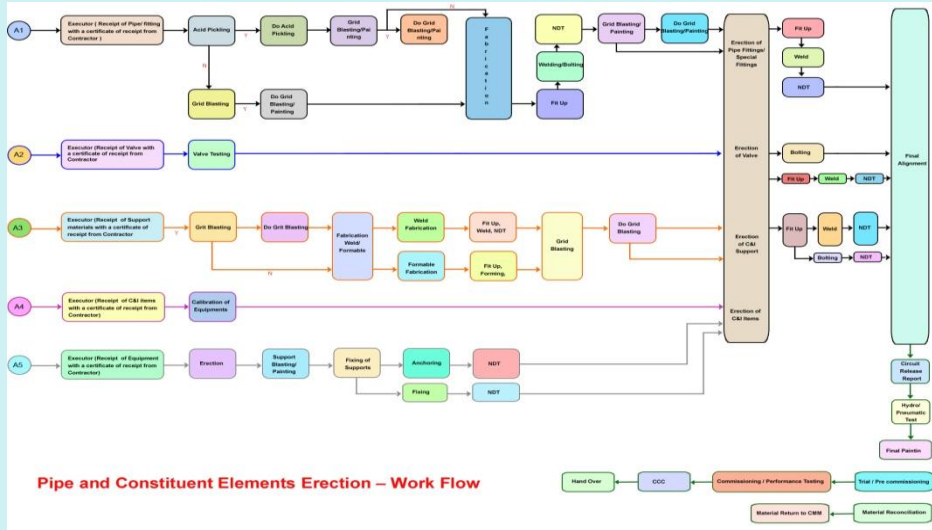 A1
Executor ( Receipt of Pipe/ fitting
with a certificate of receipt from
Contractor )
Acid Pickling
Y
Do Acid
Pickling
Grid
Blasting/Pai
nting
Y
N
Do Grid
Blasting/Pai
nting
N
Grid Blasting
Y
Do Grid
Blasting/
Painting
Fabrication
Fit Up
Welding/Bolting
NDT
Grid Blasting/
Painting
Do Grid
Blasting/Painting
Erection of
Pipe Fittings/
Special
Fittings
Fit Up
Weld
NDT
A2
Executor (Receipt of Valve with
a certificate of receipt from
Contractor
Valve Testing
Erection
of Valve
Bolting
Fit Up
Weld
NDT
Final
Alignment
A3
Executor (Receipt of Support
materials with a certificate of
receipt from Contractor
Y
Grit Blasting
Do Grit Blasting
N
Fabrication
Weld/
Formable
Weld
Fabrication
Fit Up,
Weld, NDT
Formable
Fabrication
Fit Up,
Forming,
Grid
Blasting
Do Grid
Blasting
Erection
of C&I
Support
Fit Up
Weld
NDT
Bolting
NDT
A4
Executor (Receipt of C&I items
with a certificate of receipt from
Contractor)
Calibration of
Equipments
Erection of
C&I Items
A5
Executor (Receipt of Equipment
with a certificate of receipt from
Contractor)
Erection
Support
Blasting/
Painting
Fixing of
Supports
Anchoring
NDT
Fixing
NDT
Circuit
Release
Report
Hydro/
Pneumatic
Test
Final Paintin
Pipe and Constituent Elements Erection – Work Flow
Hand Over
CCC
Commissioning / Performance Testing
Trial / Pre commissioning
Material Return to CMM
Material Reconciliation